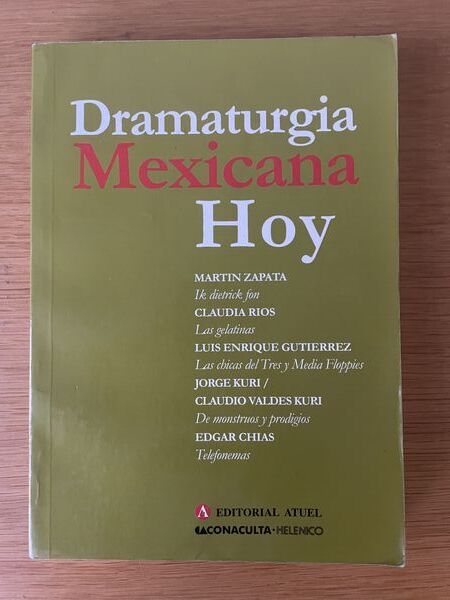 Dramaturgia
Mexicana
Hoy
MARTIN ZAPATA
Ik dietrick fon
CLAUDIA RIOS
Las gelatinas
LUIS ENRIQUE GUTIERREZ
Las chicas del Tres y Media Floppies
JORGE KURI /
CLAUDIO VALDES KURI
De monstruos y prodigios
EDGAR CHIAS
Telefonemas
A EDITORIAL ATUEL
CONACULTA·HELENICO